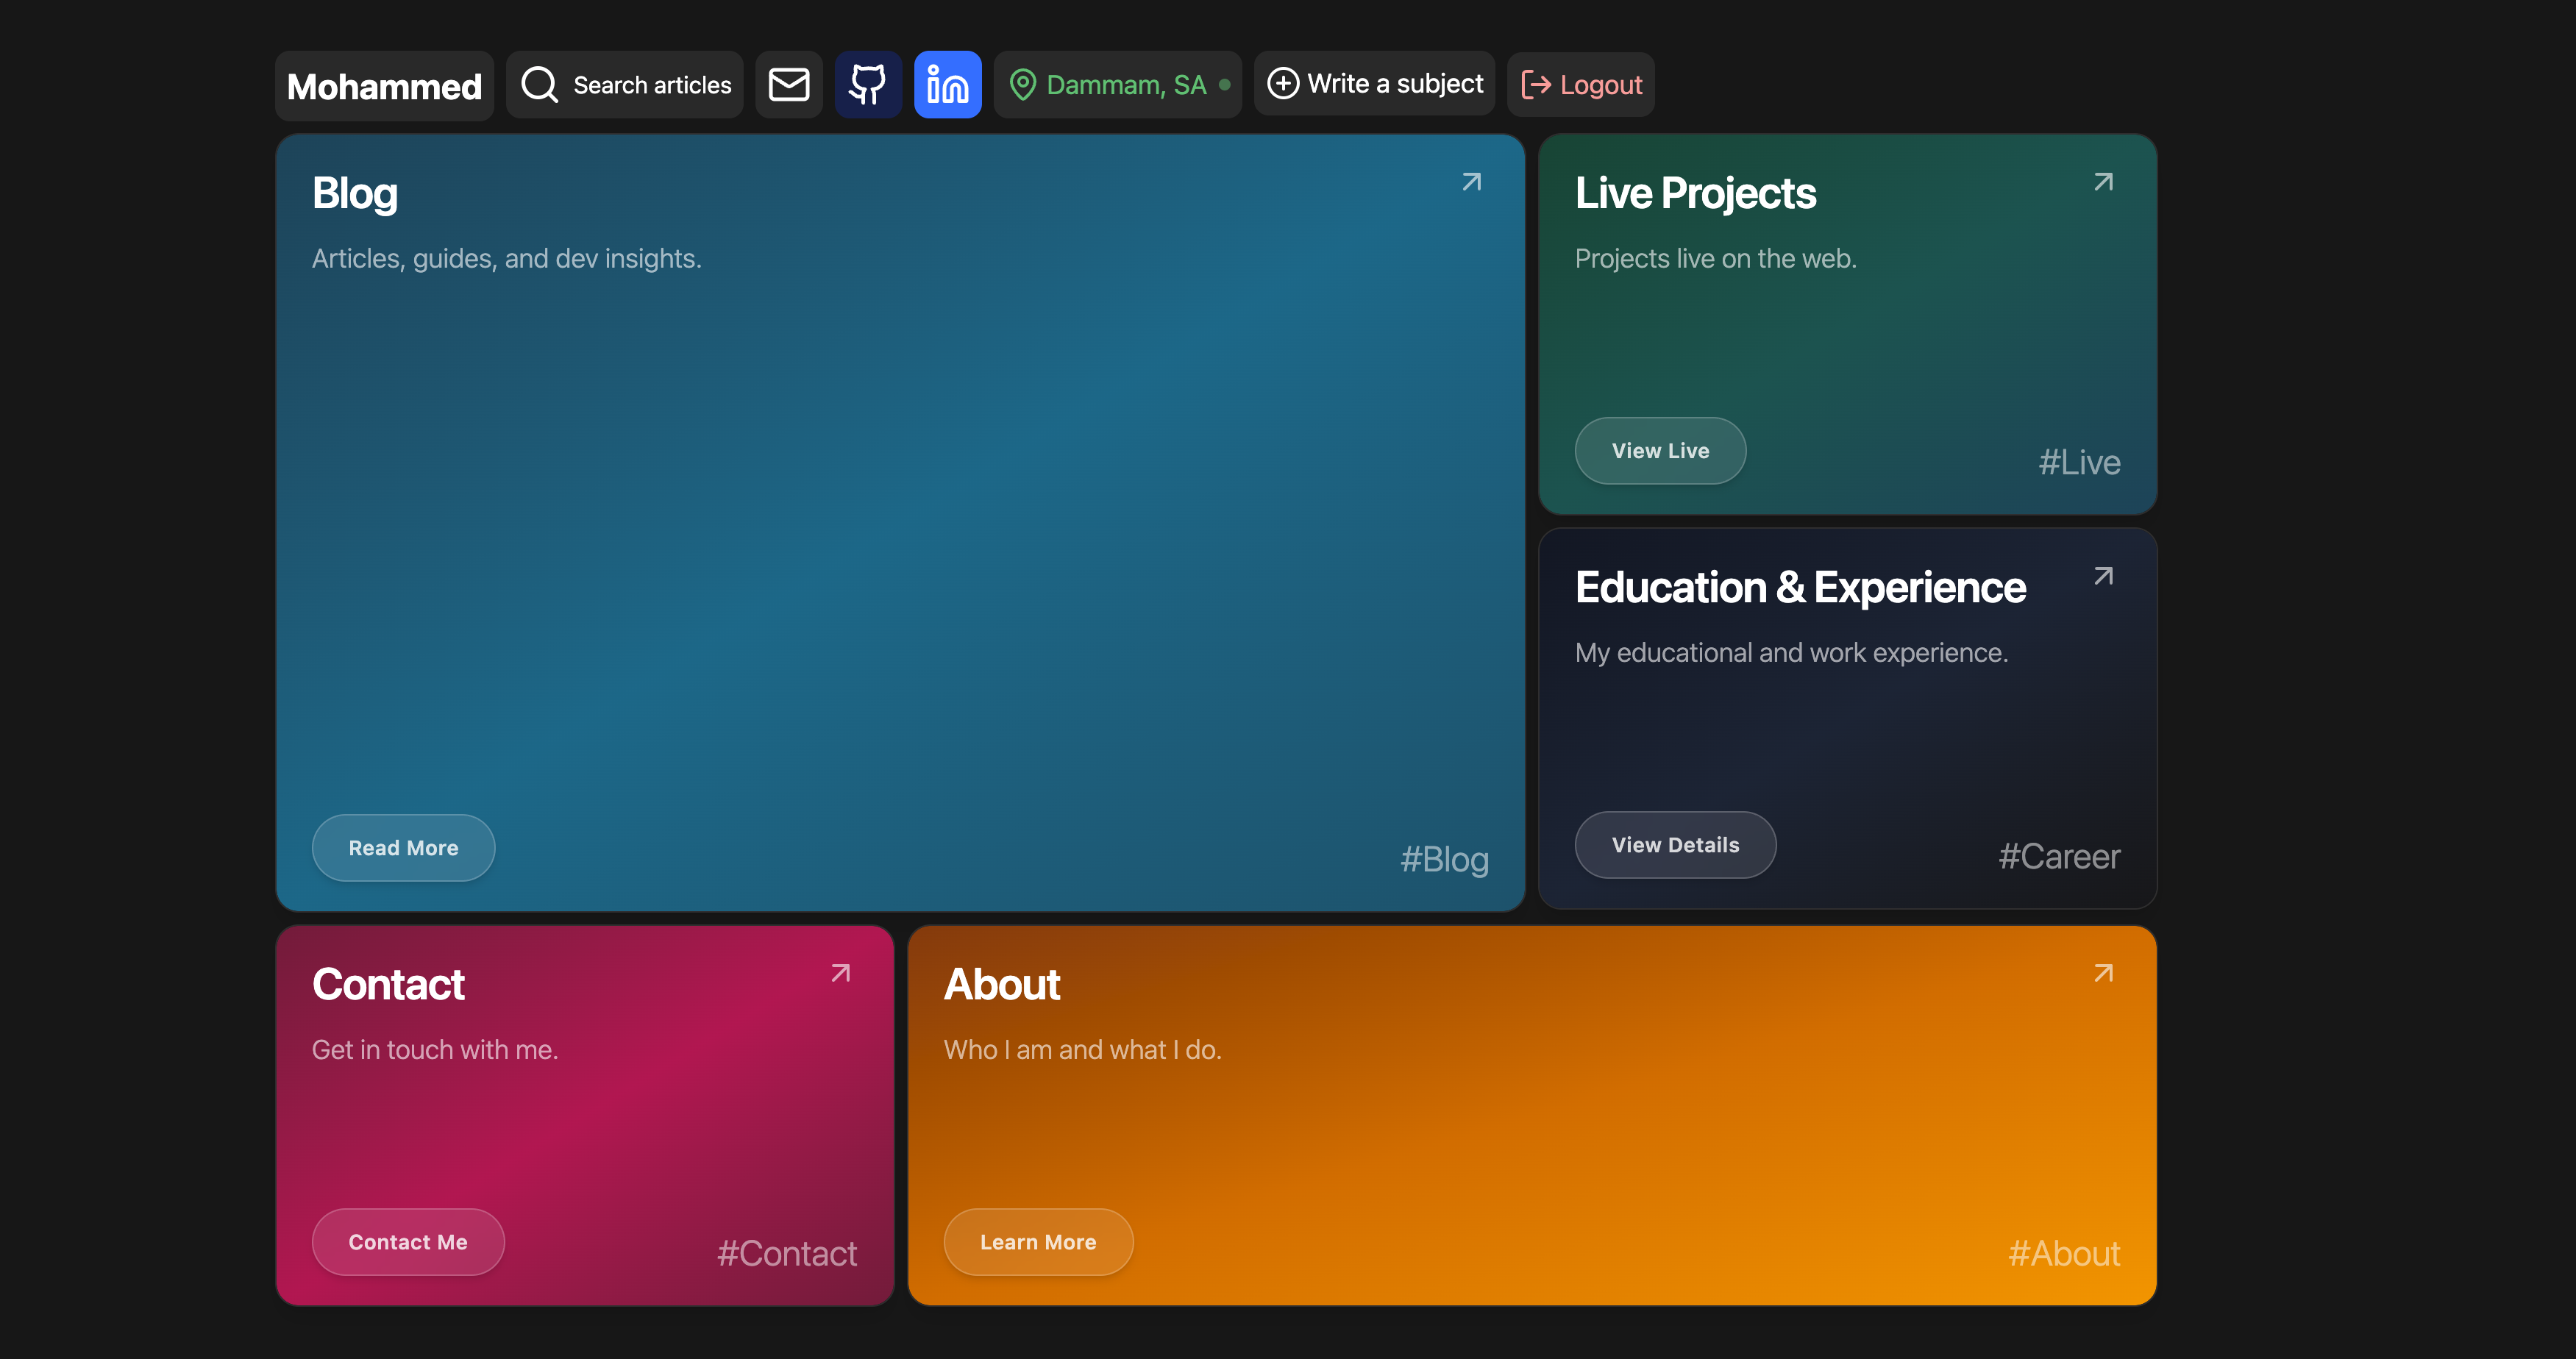 Mohammed
Search articles
Dammam, SA
Write a subject
Logout
Blog
Articles, guides, and dev insights.
Read More
#Blog
Live Projects
Projects live on the web.
View Live
#Live
Education & Experience
My educational and work experience.
View Details
#Career
Contact
Get in touch with me.
Contact Me
#Contact
About
Who I am and what I do.
Learn More
#About